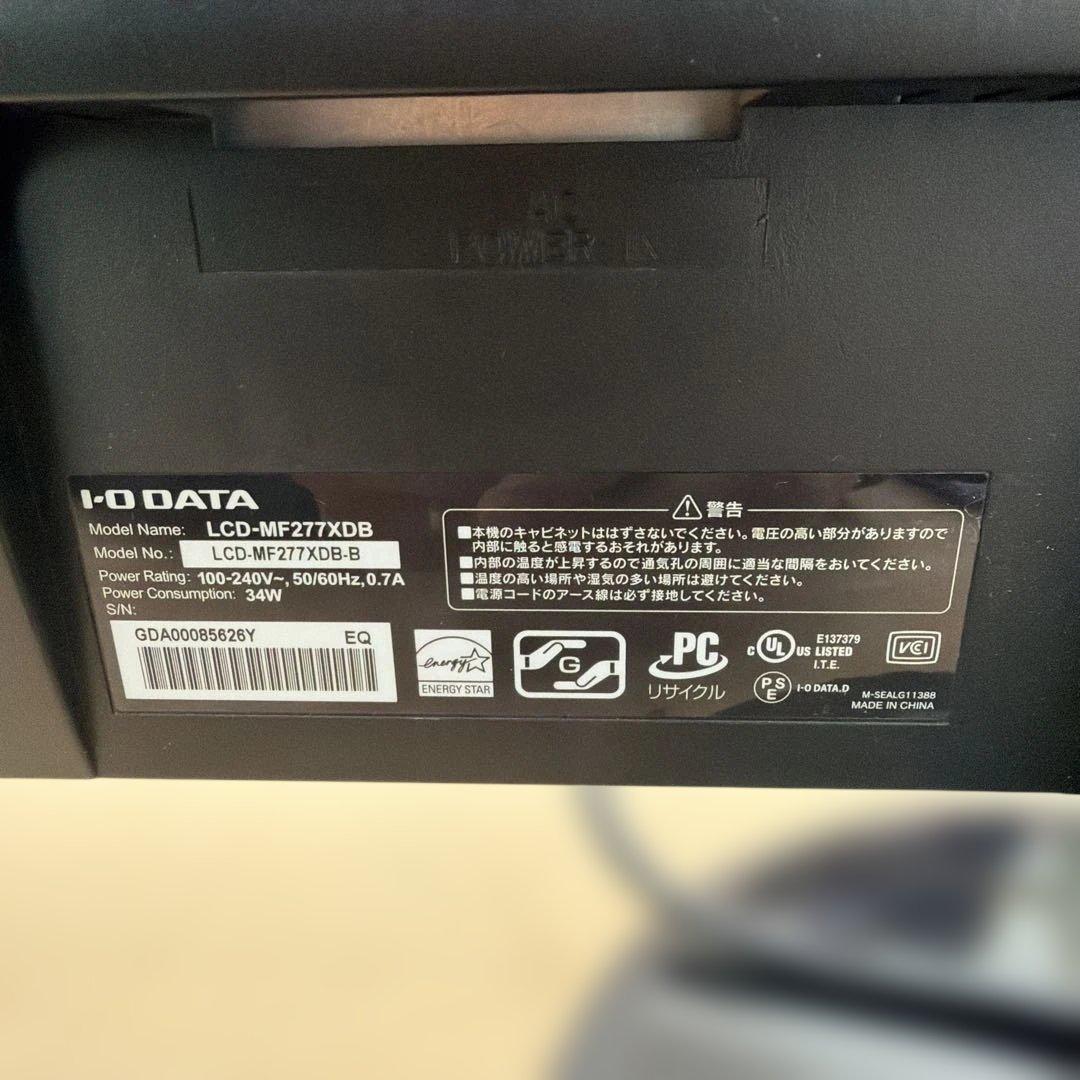 AC
POWER
I-O DATA
Model Name: LCD-MF277XDB
Model No.: LCD-MF277XDB-B
Power Rating: 100-240V~, 50/60Hz, 0.7A
Power Consumption: 34W
S/N:
GDA00085626Y EQ
警告
■本機のキャビネットははずさないでください。電圧の高い部分がありますので
内部に触ると感電するおそれがあります。
■内部の温度が上昇するので通気孔の周囲に適当な間隔をおいてください。
■温度の高い場所や湿気の多い場所は避けてください。
■電源コードのアース線は必ず接地してください。
energy
ENERGY STAR
G
PC
リサイクル
C UL US LISTED
E137379
I.T.E.
VCI
PSE I-O DATA.D
M-SEALG11388
MADE IN CHINA